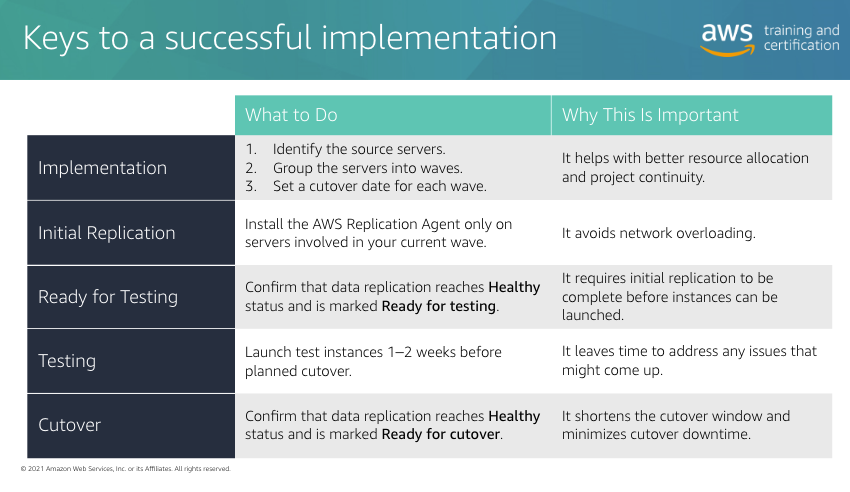 Keys to a successful implementation
aws training and
certification
What to Do
Why This Is Important
Implementation
1. Identify the source servers.
2. Group the servers into waves.
3. Set a cutover date for each wave.
It helps with better resource allocation
and project continuity.
Initial Replication
Install the AWS Replication Agent only on
servers involved in your current wave.
It avoids network overloading.
Ready for Testing
Confirm that data replication reaches Healthy
status and is marked Ready for testing.
It requires initial replication to be
complete before instances can be
launched.
Testing
Launch test instances 1–2 weeks before
planned cutover.
It leaves time to address any issues that
might come up.
Cutover
Confirm that data replication reaches Healthy
status and is marked Ready for cutover.
It shortens the cutover window and
minimizes cutover downtime.
© 2021 Amazon Web Services, Inc. or its Affiliates. All rights reserved.